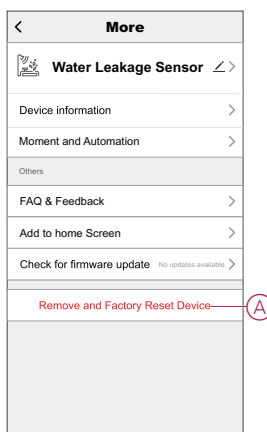 More
Water Leakage Sensor
Device information
Moment and Automation
Others
FAQ & Feedback
Add to home Screen
Check for firmware update No updates available.
Remove and Factory Reset Device A